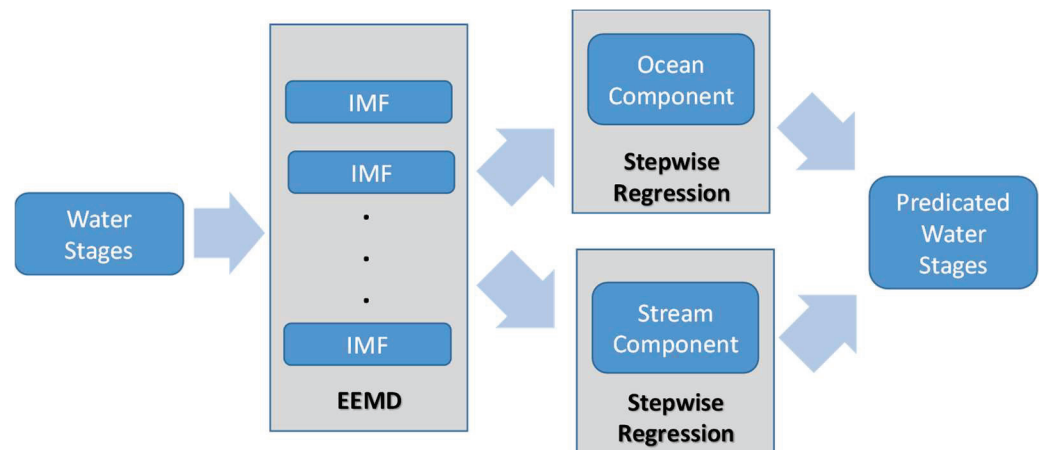 Water
Stages
IMF
IMF
.
.
.
IMF
EEMD
Ocean
Component
Stepwise
Regression
Stream
Component
Stepwise
Regression
Predicated
Water
Stages